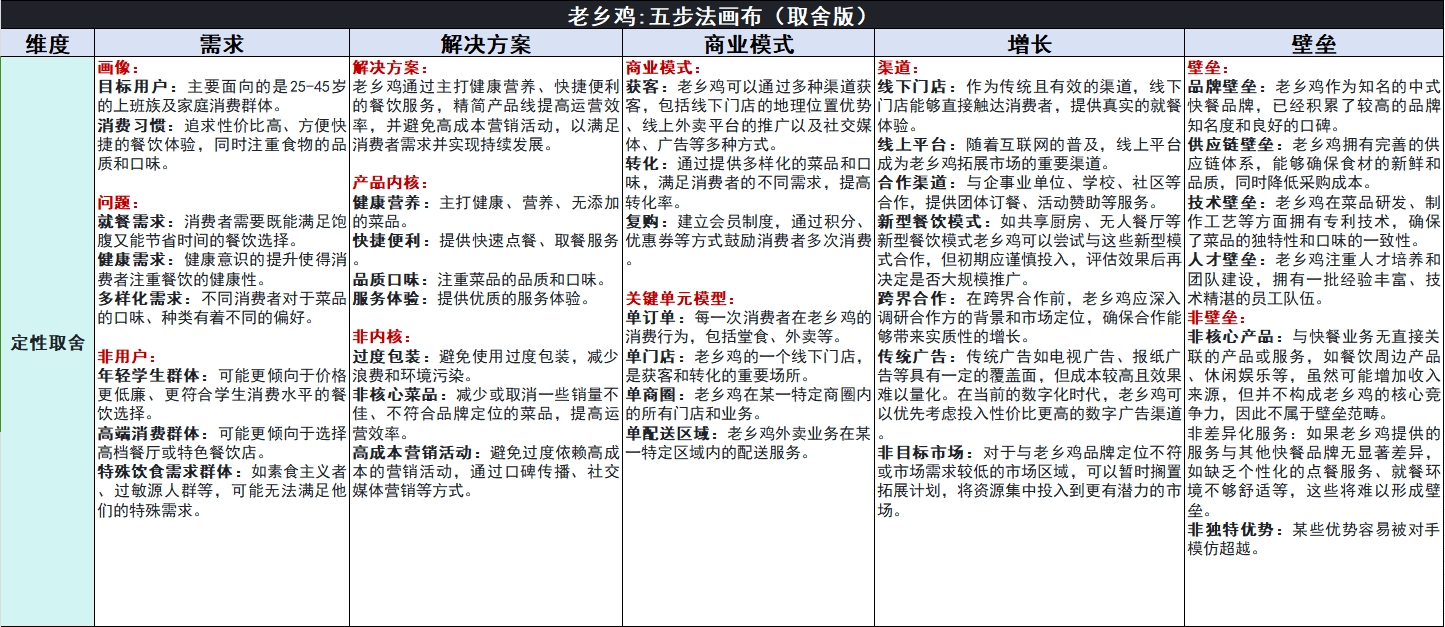 老乡鸡:五步法画布（取舍版）
维度
需求
解决方案
商业模式
增长
壁垒
定性取舍
画像:
目标用户: 主要面向的是25-45岁
的上班族及家庭消费群体。
消费习惯: 追求性价比高、方便快
捷的餐饮体验，同时注重食物的品
质和口味。
问题:
就餐需求: 消费者需要既能满足饱
腹又能节省时间的餐饮选择。
健康需求: 健康意识的提升使得消
费者注重餐饮的健康性。
多样化需求: 不同消费者对于菜品
的口味、种类有着不同的偏好。
非用户:
年轻学生群体: 可能更倾向于价格
更低廉、更符合学生消费水平的餐
饮选择。
高端消费群体: 可能更倾向于选择
高档餐厅或特色餐饮店。
特殊饮食需求群体: 如素食主义者
、过敏源人群等，可能无法满足他
们的特殊需求。
解决方案:
老乡鸡通过主打健康营养、快捷便利
的餐饮服务，精简产品线提高运营效
率，并避免高成本营销活动，以满足
消费者需求并实现持续发展。
产品内核:
健康营养: 主打健康、营养、无添加
的菜品。
快捷便利: 提供快速点餐、取餐服务
。
品质口味: 注重菜品的品质和口味。
服务体验: 提供优质的服务体验。
非内核:
过度包装: 避免使用过度包装，减少
浪费和环境污染。
非核心菜品: 减少或取消一些销量不
佳、不符合品牌定位的菜品，提高运
营效率。
高成本营销活动: 避免过度依赖高成
本的营销活动，通过口碑传播、社交
媒体营销等方式。
商业模式:
获客: 老乡鸡可以通过多种渠道获
客，包括线下门店的地理位置优势
、线上外卖平台的推广以及社交媒
体、广告等多种方式。
转化: 通过提供多样化的菜品和口
味，满足消费者的不同需求，提高
转化率。
复购: 建立会员制度，通过积分、
优惠券等方式鼓励消费者多次消费
。
关键单元模型:
单订单: 每一次消费者在老乡鸡的
消费行为，包括堂食、外卖等。
单门店: 老乡鸡的一个线下门店，
是获客和转化的重要场所。
单商圈: 老乡鸡在某一特定商圈内
的所有门店和业务。
单配送区域: 老乡鸡外卖业务在某
一特定区域内的配送服务。
渠道:
线下门店: 作为传统且有效的渠道，线下
门店能够直接触达消费者，提供真实的就餐
体验。
线上平台: 随着互联网的普及，线上平台
成为老乡鸡拓展市场的重要渠道。
合作渠道: 与企事业单位、学校、社区等
合作，提供团体订餐、活动赞助等服务。
新型餐饮模式: 如共享厨房、无人餐厅等
新型餐饮模式老乡鸡可以尝试与这些新型模
式合作，但初期应谨慎投入，评估效果后再
决定是否大规模推广。
跨界合作: 在跨界合作前，老乡鸡应深入
调研合作方的背景和市场定位，确保合作能
够带来实质性的增长。
传统广告: 传统广告如电视广告、报纸广
告等具有一定的覆盖面，但成本较高且效果
难以量化。在当前的数字化时代，老乡鸡可
以优先考虑投入性价比更高的数字广告渠道
。
非目标市场: 对于与老乡鸡品牌定位不符
或市场需求较低的市场区域，可以暂时搁置
拓展计划，将资源集中投入到更有潜力的市
场。
壁垒:
品牌壁垒: 老乡鸡作为知名的中式
快餐品牌，已经积累了较高的品牌
知名度和良好的口碑。
供应链壁垒: 老乡鸡拥有完善的供
应链体系，能够确保食材的新鲜和
品质，同时降低采购成本。
技术壁垒: 老乡鸡在菜品研发、制
作工艺等方面拥有专利技术，确保
了菜品的独特性和口味的一致性。
人才壁垒: 老乡鸡注重人才培养和
团队建设，拥有一批经验丰富、技
术精湛的员工队伍。
非壁垒:
非核心产品: 与快餐业务无直接关
联的产品或服务，如餐饮周边产品
、休闲娱乐等，虽然可能增加收入
来源，但并不构成老乡鸡的核心竞
争力，因此不属于壁垒范畴。
非差异化服务: 如果老乡鸡提供的
服务与其他快餐品牌无显著差异，
如缺乏个性化的点餐服务、就餐环
境不够舒适等，这些将难以形成壁
垒。
非独特优势: 某些优势容易被对手
模仿超越。